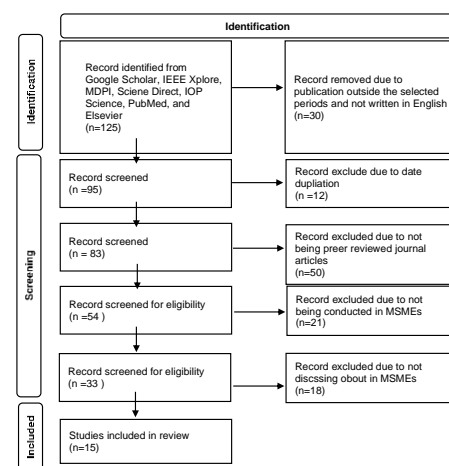 Identification
Identification
Record identified from
Google Scholar, IEEE Xplore,
MDPI, Sciene Direct, IOP
Science, PubMed, and
Elsevier
(n=125)
Record removed due to
publication outside the selected
periods and not written in English
(n=30)
Screening
Record screened
(n =95)
Record exclude due to date
dupliation
(n =12)
Record screened
(n = 83)
Record excluded due to not
being preer reviewed journal
articles
(n=50)
Record screened for eligibility
(n =54 )
Record excluded due to not
being conducted in MSMEs
(n=21)
Record screened for eligibility
(n =33 )
Record excluded due to not
discssing obout in MSMEs
(n=18)
Included
Studies included in review
(n=15)